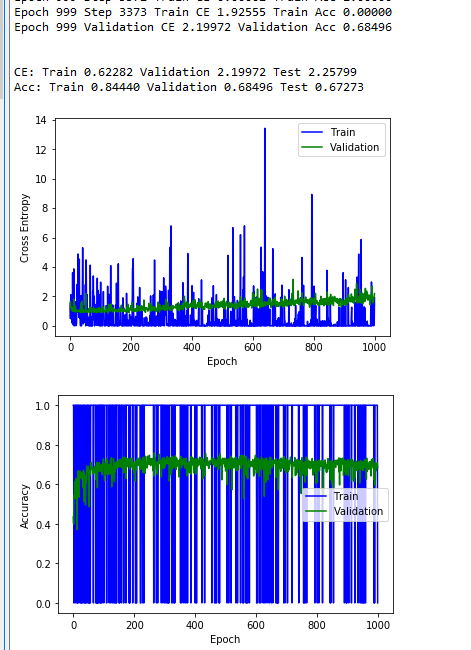 Epoch 999 Step 3373 Train CE 1.92555 Train Acc 0.00000
Epoch 999 Validation CE 2.19972 Validation Acc 0.68496
CE: Train 0.62282 Validation 2.19972 Test 2.25799
Acc: Train 0.84440 Validation 0.68496 Test 0.67273
14
12
10
8
6
4
2
0
Cross Entropy
Train
Validation
0 200 400 600 800 1000
Epoch
1.0
0.8
0.6
0.4
0.2
0.0
Accuracy
Train
Validation
0 200 400 600 800 1000
Epoch